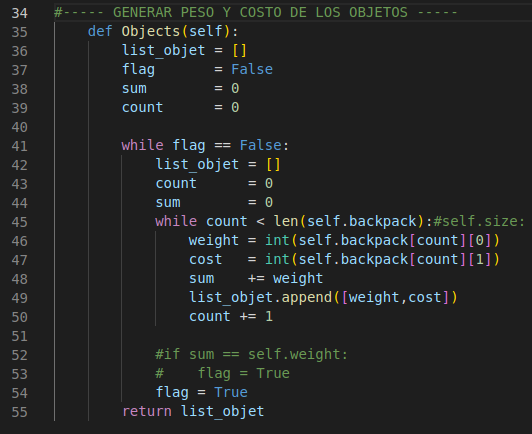 34 #----- GENERAR PESO Y COSTO DE LOS OBJETOS -----
35     def Objects(self):
36         list_objet = []
37         flag       = False
38         sum        = 0
39         count      = 0
40
41         while flag == False:
42             list_objet = []
43             count      = 0
44             sum        = 0
45             while count < len(self.backpack):#self.size:
46                 weight = int(self.backpack[count][0])
47                 cost   = int(self.backpack[count][1])
48                 sum    += weight
49                 list_objet.append([weight,cost])
50                 count += 1
51
52             #if sum == self.weight:
53             #    flag = True
54             flag = True
55         return list_objet